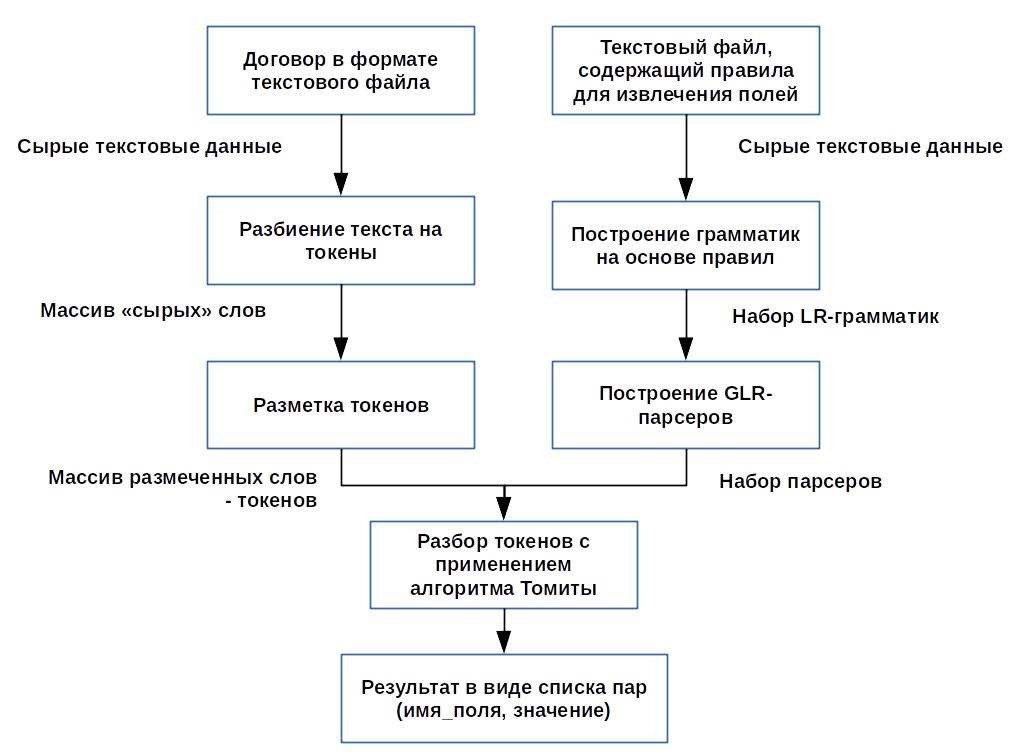 Договор в формате
текстового файла
Текстовый файл,
содержащий правила
для извлечения полей
Сырые текстовые данные
Сырые текстовые данные
Разбиение текста на
токены
Построение грамматик
на основе правил
Массив «сырых» слов
Набор LR-грамматик
Разметка токенов
Построение GLR-
парсеров
Массив размеченных слов
- токенов
Набор парсеров
Разбор токенов с
применением
алгоритма Томиты
Результат в виде списка пар
(имя_поля, значение)